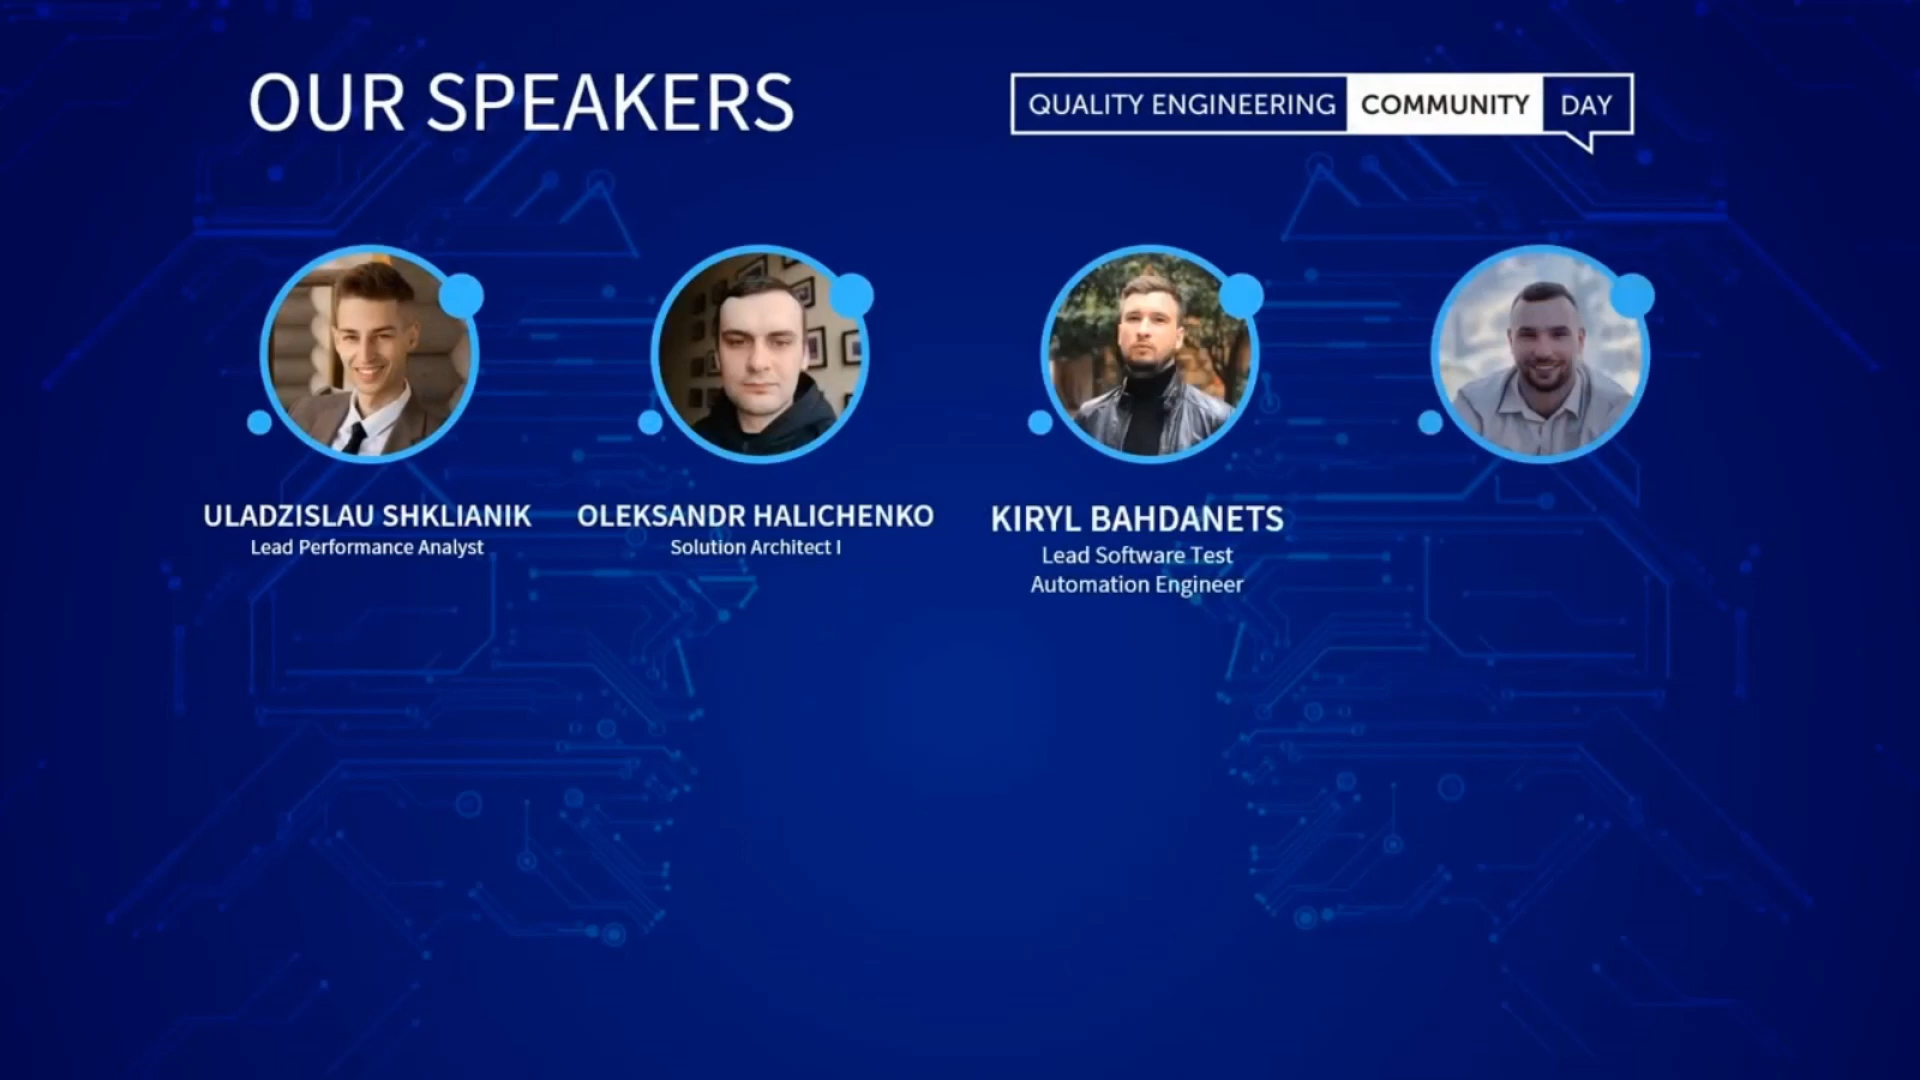 OUR SPEAKERS
QUALITY ENGINEERING COMMUNITY DAY
ULADZISLAU SHKLIANIK
Lead Performance Analyst
OLEKSANDR HALICHENKO
Solution Architect I
KIRYL BAHDANETS
Lead Software Test
Automation Engineer